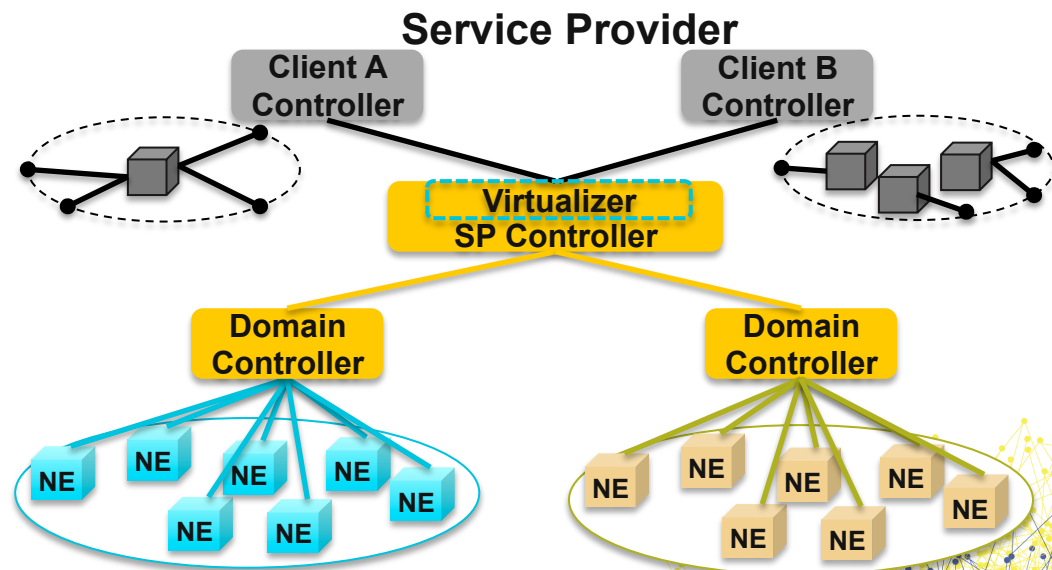 Service Provider
Client A
Controller
Client B
Controller
Virtualizer
SP Controller
Domain
Controller
Domain
Controller
NE
NE
NE
NE
NE
NE
NE
NE
NE
NE
NE
NE
NE
NE